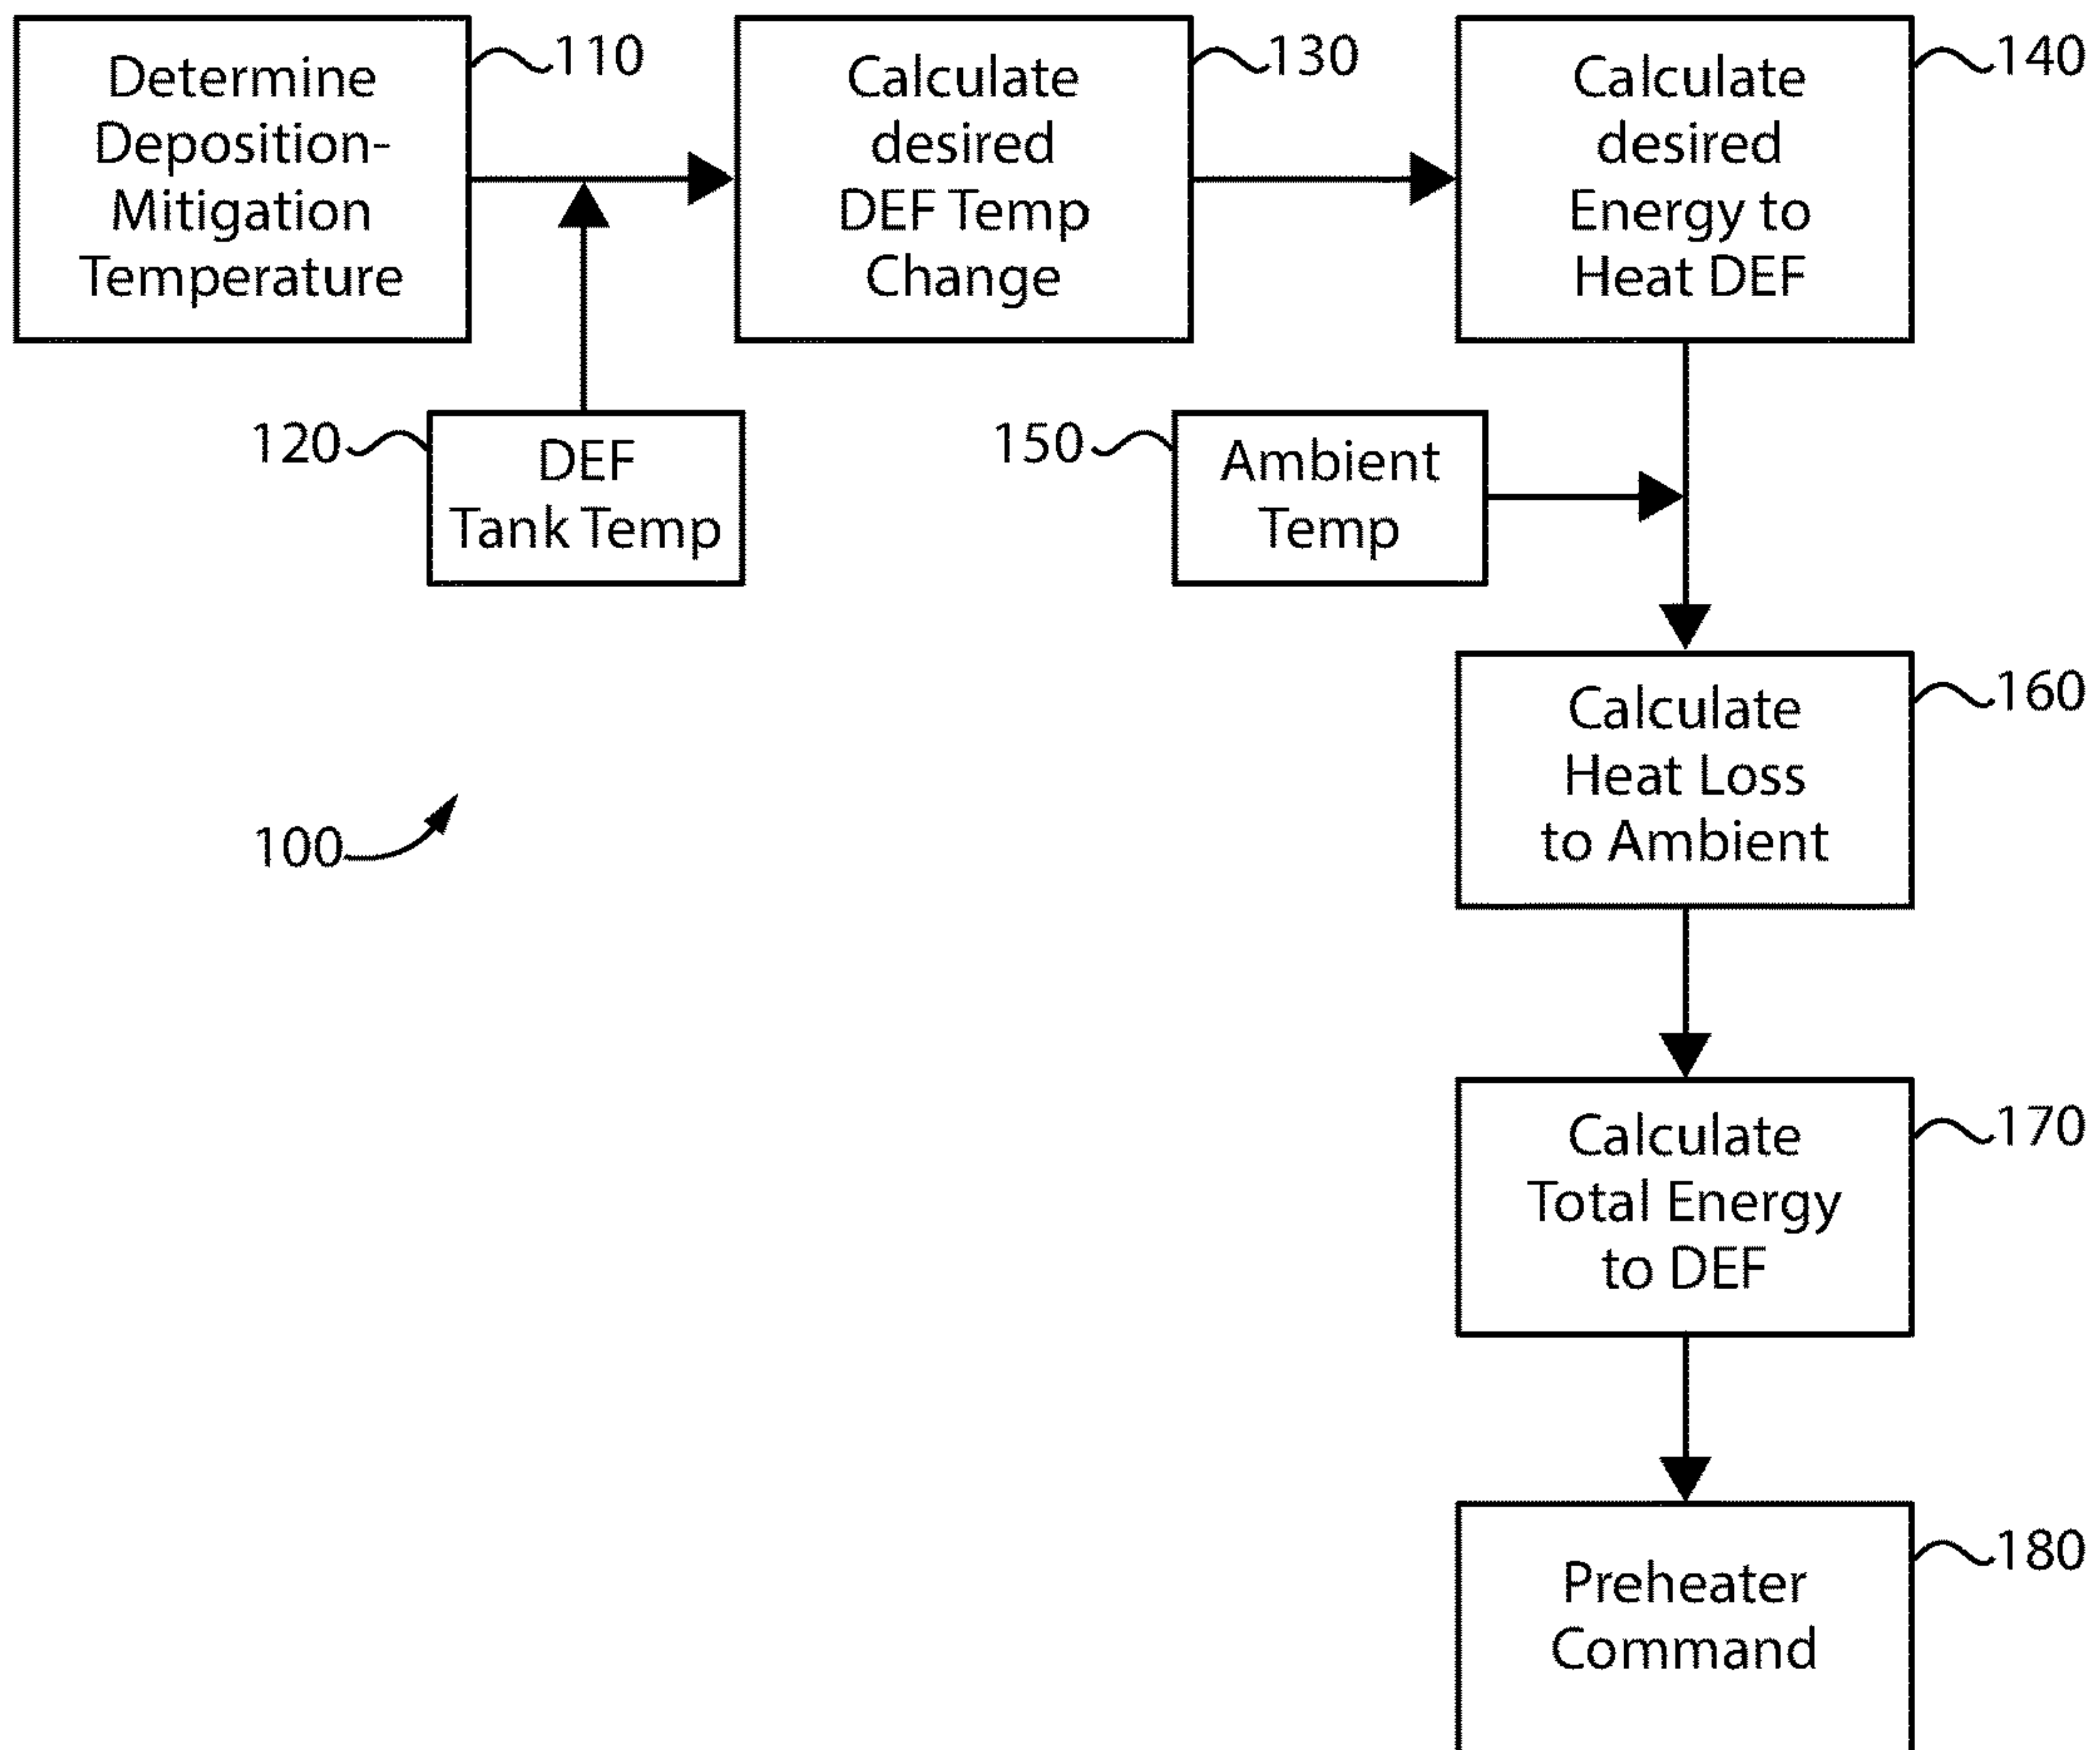 Determine
Deposition-
Mitigation
Temperature
110
Calculate
desired
DEF Temp
Change
130
Calculate
desired
Energy to
Heat DEF
140
120
DEF
Tank Temp
150
Ambient
Temp
Calculate
Heat Loss
to Ambient
160
100
Calculate
Total Energy
to DEF
170
Preheater
Command
180